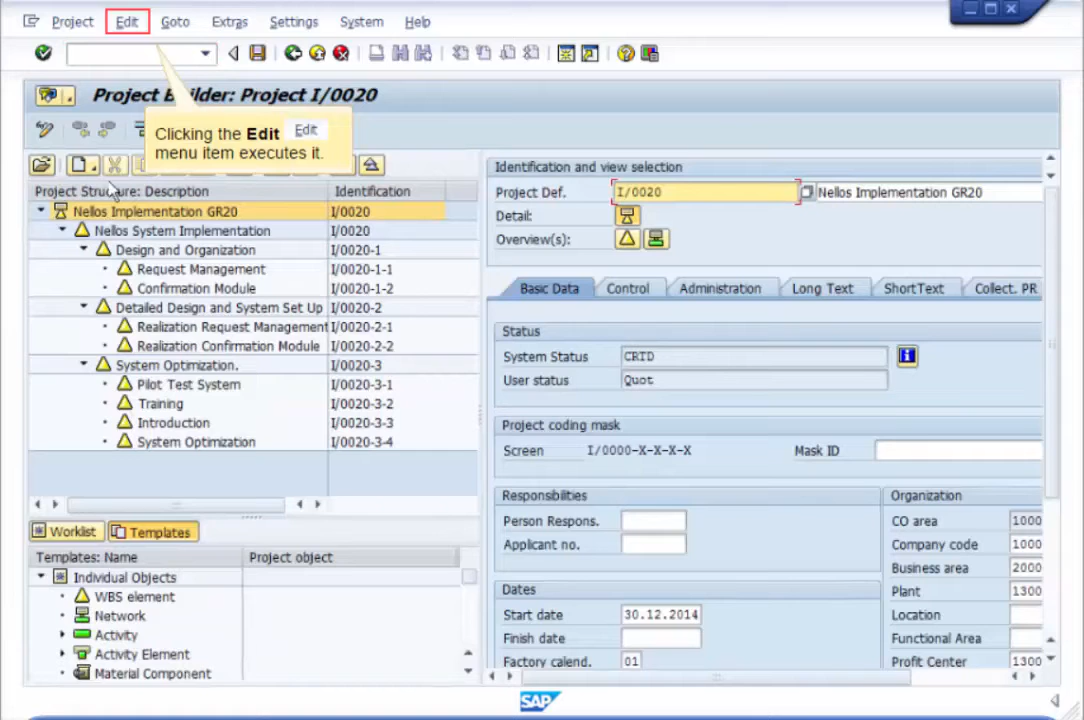 Project Edit Goto Extras Settings System Help
Project Builder: Project I/0020
Clicking the Edit Edit
menu item executes it.
Project Structure: Description Identification
Nellos Implementation GR20 I/0020
Nellos System Implementation I/0020
Design and Organization I/0020-1
Request Management I/0020-1-1
Confirmation Module I/0020-1-2
Detailed Design and System Set Up I/0020-2
Realization Request Management I/0020-2-1
Realization Confirmation Module I/0020-2-2
System Optimization. I/0020-3
Pilot Test System I/0020-3-1
Training I/0020-3-2
Introduction I/0020-3-3
System Optimization I/0020-3-4
Worklist Templates
Templates: Name Project object
Individual Objects
WBS element
Network
Activity
Activity Element
Material Component
Identification and view selection
Project Def. I/0020 Nellos Implementation GR20
Detail:
Overview(s):
Basic Data Control Administration Long Text ShortText Collect. PR
Status
System Status CRTD
User status Quot
Project coding mask
Screen I/0000-X-X-X-X Mask ID
Responsibilities
Person Respons.
Applicant no.
Dates
Start date 30.12.2014
Finish date
Factory calend. 01
Organization
CO area 1000
Company code 1000
Business area 2000
Plant 1300
Location
Functional Area
Profit Center 1300
SAP